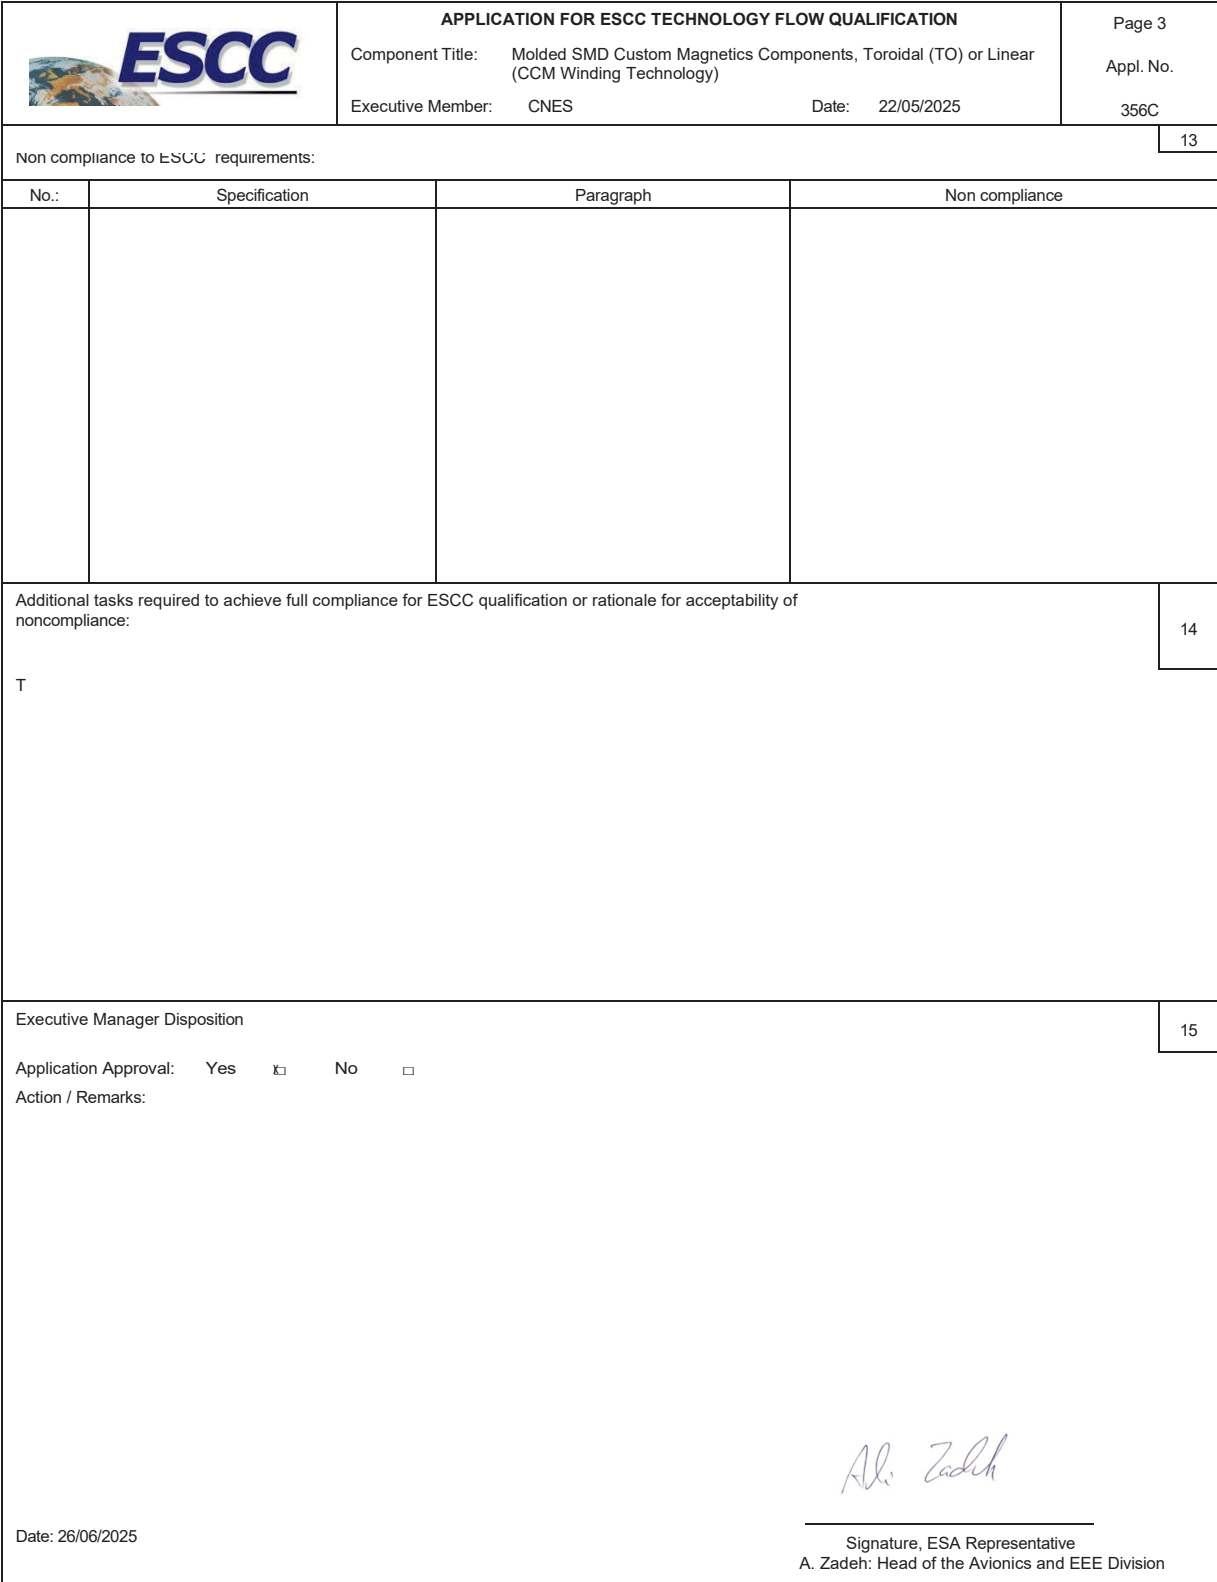 ESCC
APPLICATION FOR ESCC TECHNOLOGY FLOW QUALIFICATION
Component Title: Molded SMD Custom Magnetics Components, Toroidal (TO) or Linear
(CCM Winding Technology)
Executive Member: CNES Date: 22/05/2025
Page 3
Appl. No.
356C
13
Non compliance to ESCC requirements:
No.: Specification Paragraph Non compliance
Additional tasks required to achieve full compliance for ESCC qualification or rationale for acceptability of
noncompliance:
14
T
Executive Manager Disposition
15
Application Approval: Yes x□ No □
Action / Remarks:
Ali Zadeh
Date: 26/06/2025
Signature, ESA Representative
A. Zadeh: Head of the Avionics and EEE Division